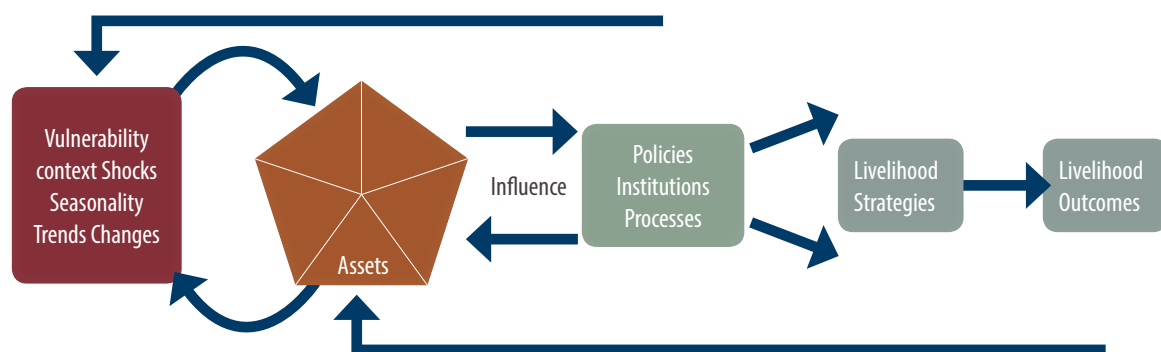 Vulnerability
context Shocks
Seasonality
Trends Changes
Assets
Influence
Policies
Institutions
Processes
Livelihood
Strategies
Livelihood
Outcomes